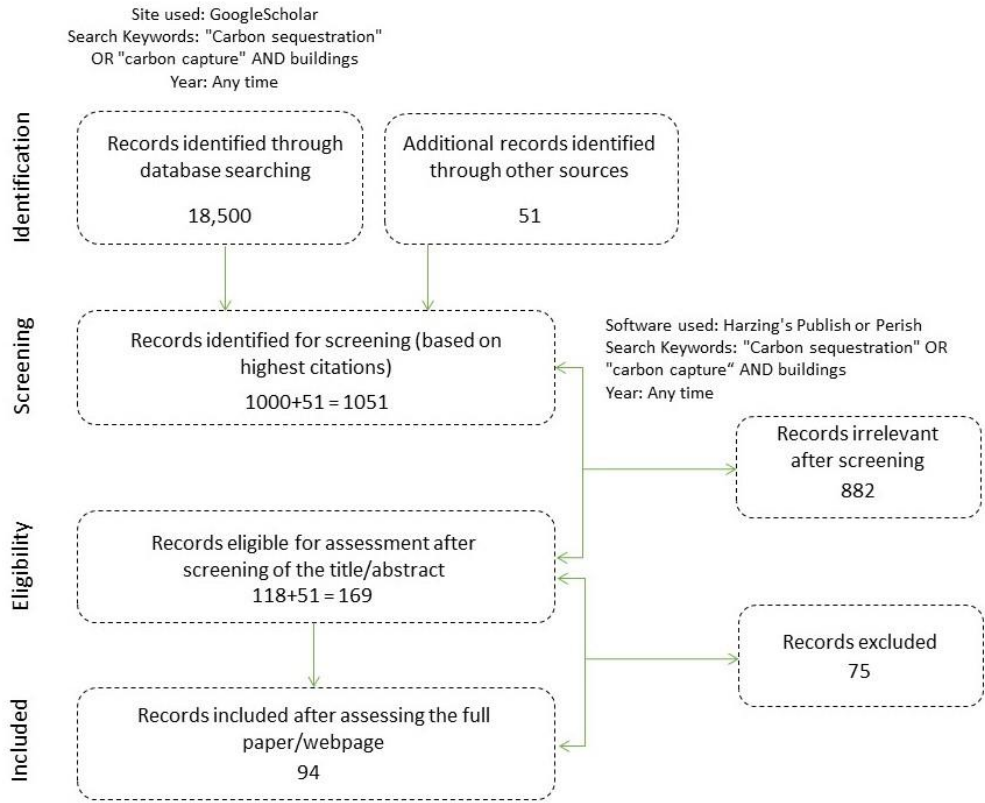 Site used: GoogleScholar
Search Keywords: "Carbon sequestration"
OR "carbon capture" AND buildings
Year: Any time
Identification
Records identified through
database searching
18,500
Additional records identified
through other sources
51
Screening
Records identified for screening (based on
highest citations)
1000+51 = 1051
Software used: Harzing's Publish or Perish
Search Keywords: "Carbon sequestration" OR
"carbon capture“ AND buildings
Year: Any time
Records irrelevant
after screening
882
Eligibility
Records eligible for assessment after
screening of the title/abstract
118+51 = 169
Records excluded
75
Included
Records included after assessing the full
paper/webpage
94